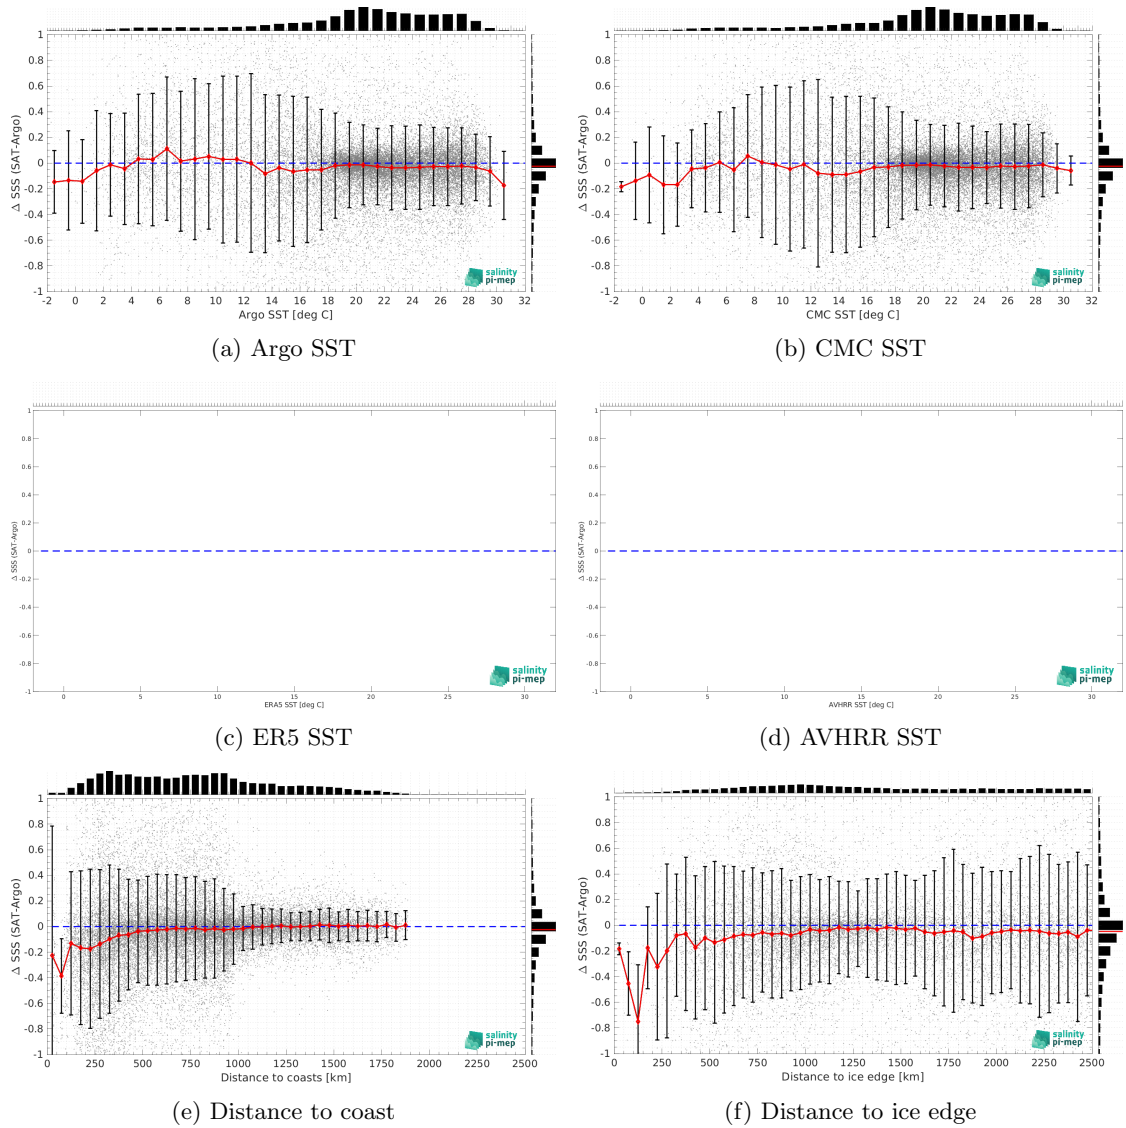 1
0.8
0.6
0.4
0.2
0
-0.2
-0.4
-0.6
-0.8
-1
Δ SSS (SAT-Argo)
-2 0 2 4 6 8 10 12 14 16 18 20 22 24 26 28 30 32
Argo SST [deg C]
salinity
pi-mep
(a) Argo SST
1
0.8
0.6
0.4
0.2
0
-0.2
-0.4
-0.6
-0.8
-1
Δ SSS (SAT-Argo)
-2 0 2 4 6 8 10 12 14 16 18 20 22 24 26 28 30 32
CMC SST [deg C]
salinity
pi-mep
(b) CMC SST
1
0.8
0.6
0.4
0.2
0
-0.2
-0.4
-0.6
-0.8
-1
Δ SSS (SAT-Argo)
0 5 10 15 20 25 30
ERA5 SST [deg C]
salinity
pi-mep
(c) ER5 SST
1
0.8
0.6
0.4
0.2
0
-0.2
-0.4
-0.6
-0.8
-1
Δ SSS (SAT-Argo)
0 5 10 15 20 25 30
AVHRR SST [deg C]
salinity
pi-mep
(d) AVHRR SST
1
0.8
0.6
0.4
0.2
0
-0.2
-0.4
-0.6
-0.8
-1
Δ SSS (SAT-Argo)
0 250 500 750 1000 1250 1500 1750 2000 2250 2500
Distance to coasts [km]
salinity
pi-mep
(e) Distance to coast
1
0.8
0.6
0.4
0.2
0
-0.2
-0.4
-0.6
-0.8
-1
Δ SSS (SAT-Argo)
0 250 500 750 1000 1250 1500 1750 2000 2250 2500
Distance to ice edge [km]
salinity
pi-mep
(f) Distance to ice edge